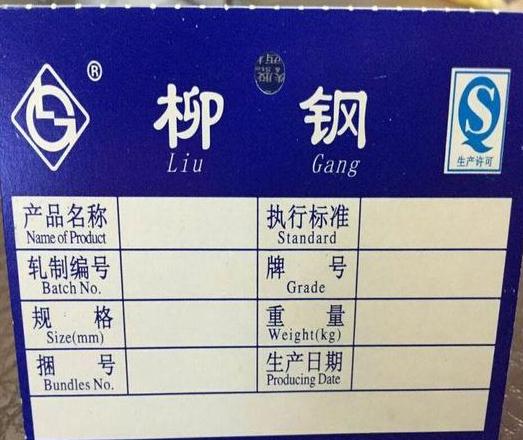 LG ®
柳 钢
Liu Gang
生产许可
产品名称 执行标准
Name of Product Standard
轧制编号 牌 号
Batch No. Grade
规 格 重 量
Size(mm) Weight(kg)
捆 号 生产日期
Bundles No. Producing Date